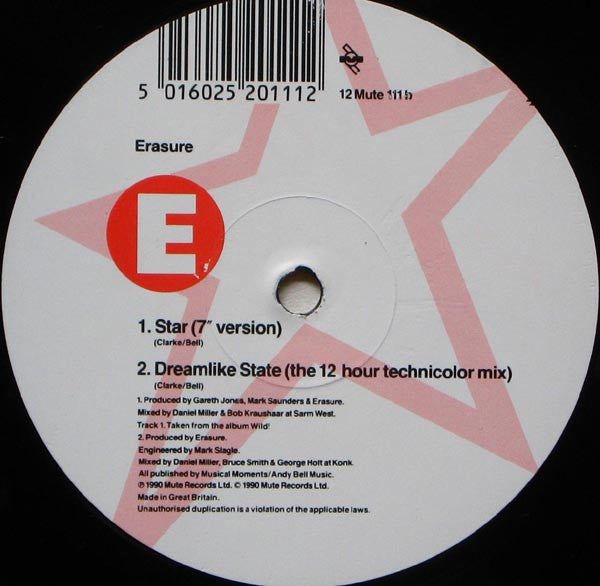 5 016025 201112
12 Mute 111b
Erasure
E
1. Star (7" version)
(Clarke/Bell)
2. Dreamlike State (the 12 hour technicolor mix)
(Clarke/Bell)
1. Produced by Gareth Jones, Mark Saunders & Erasure.
Mixed by Daniel Miller & Bob Kraushaar at Sarm West.
Track 1. Taken from the album Wild!
2. Produced by Erasure.
Engineered by Mark Slagle.
Mixed by Daniel Miller, Bruce Smith & George Holt at Konk.
All published by Musical Moments/Andy Bell Music.
℗ 1990 Mute Records Ltd. © 1990 Mute Records Ltd.
Made in Great Britain.
Unauthorised duplication is a violation of the applicable laws.